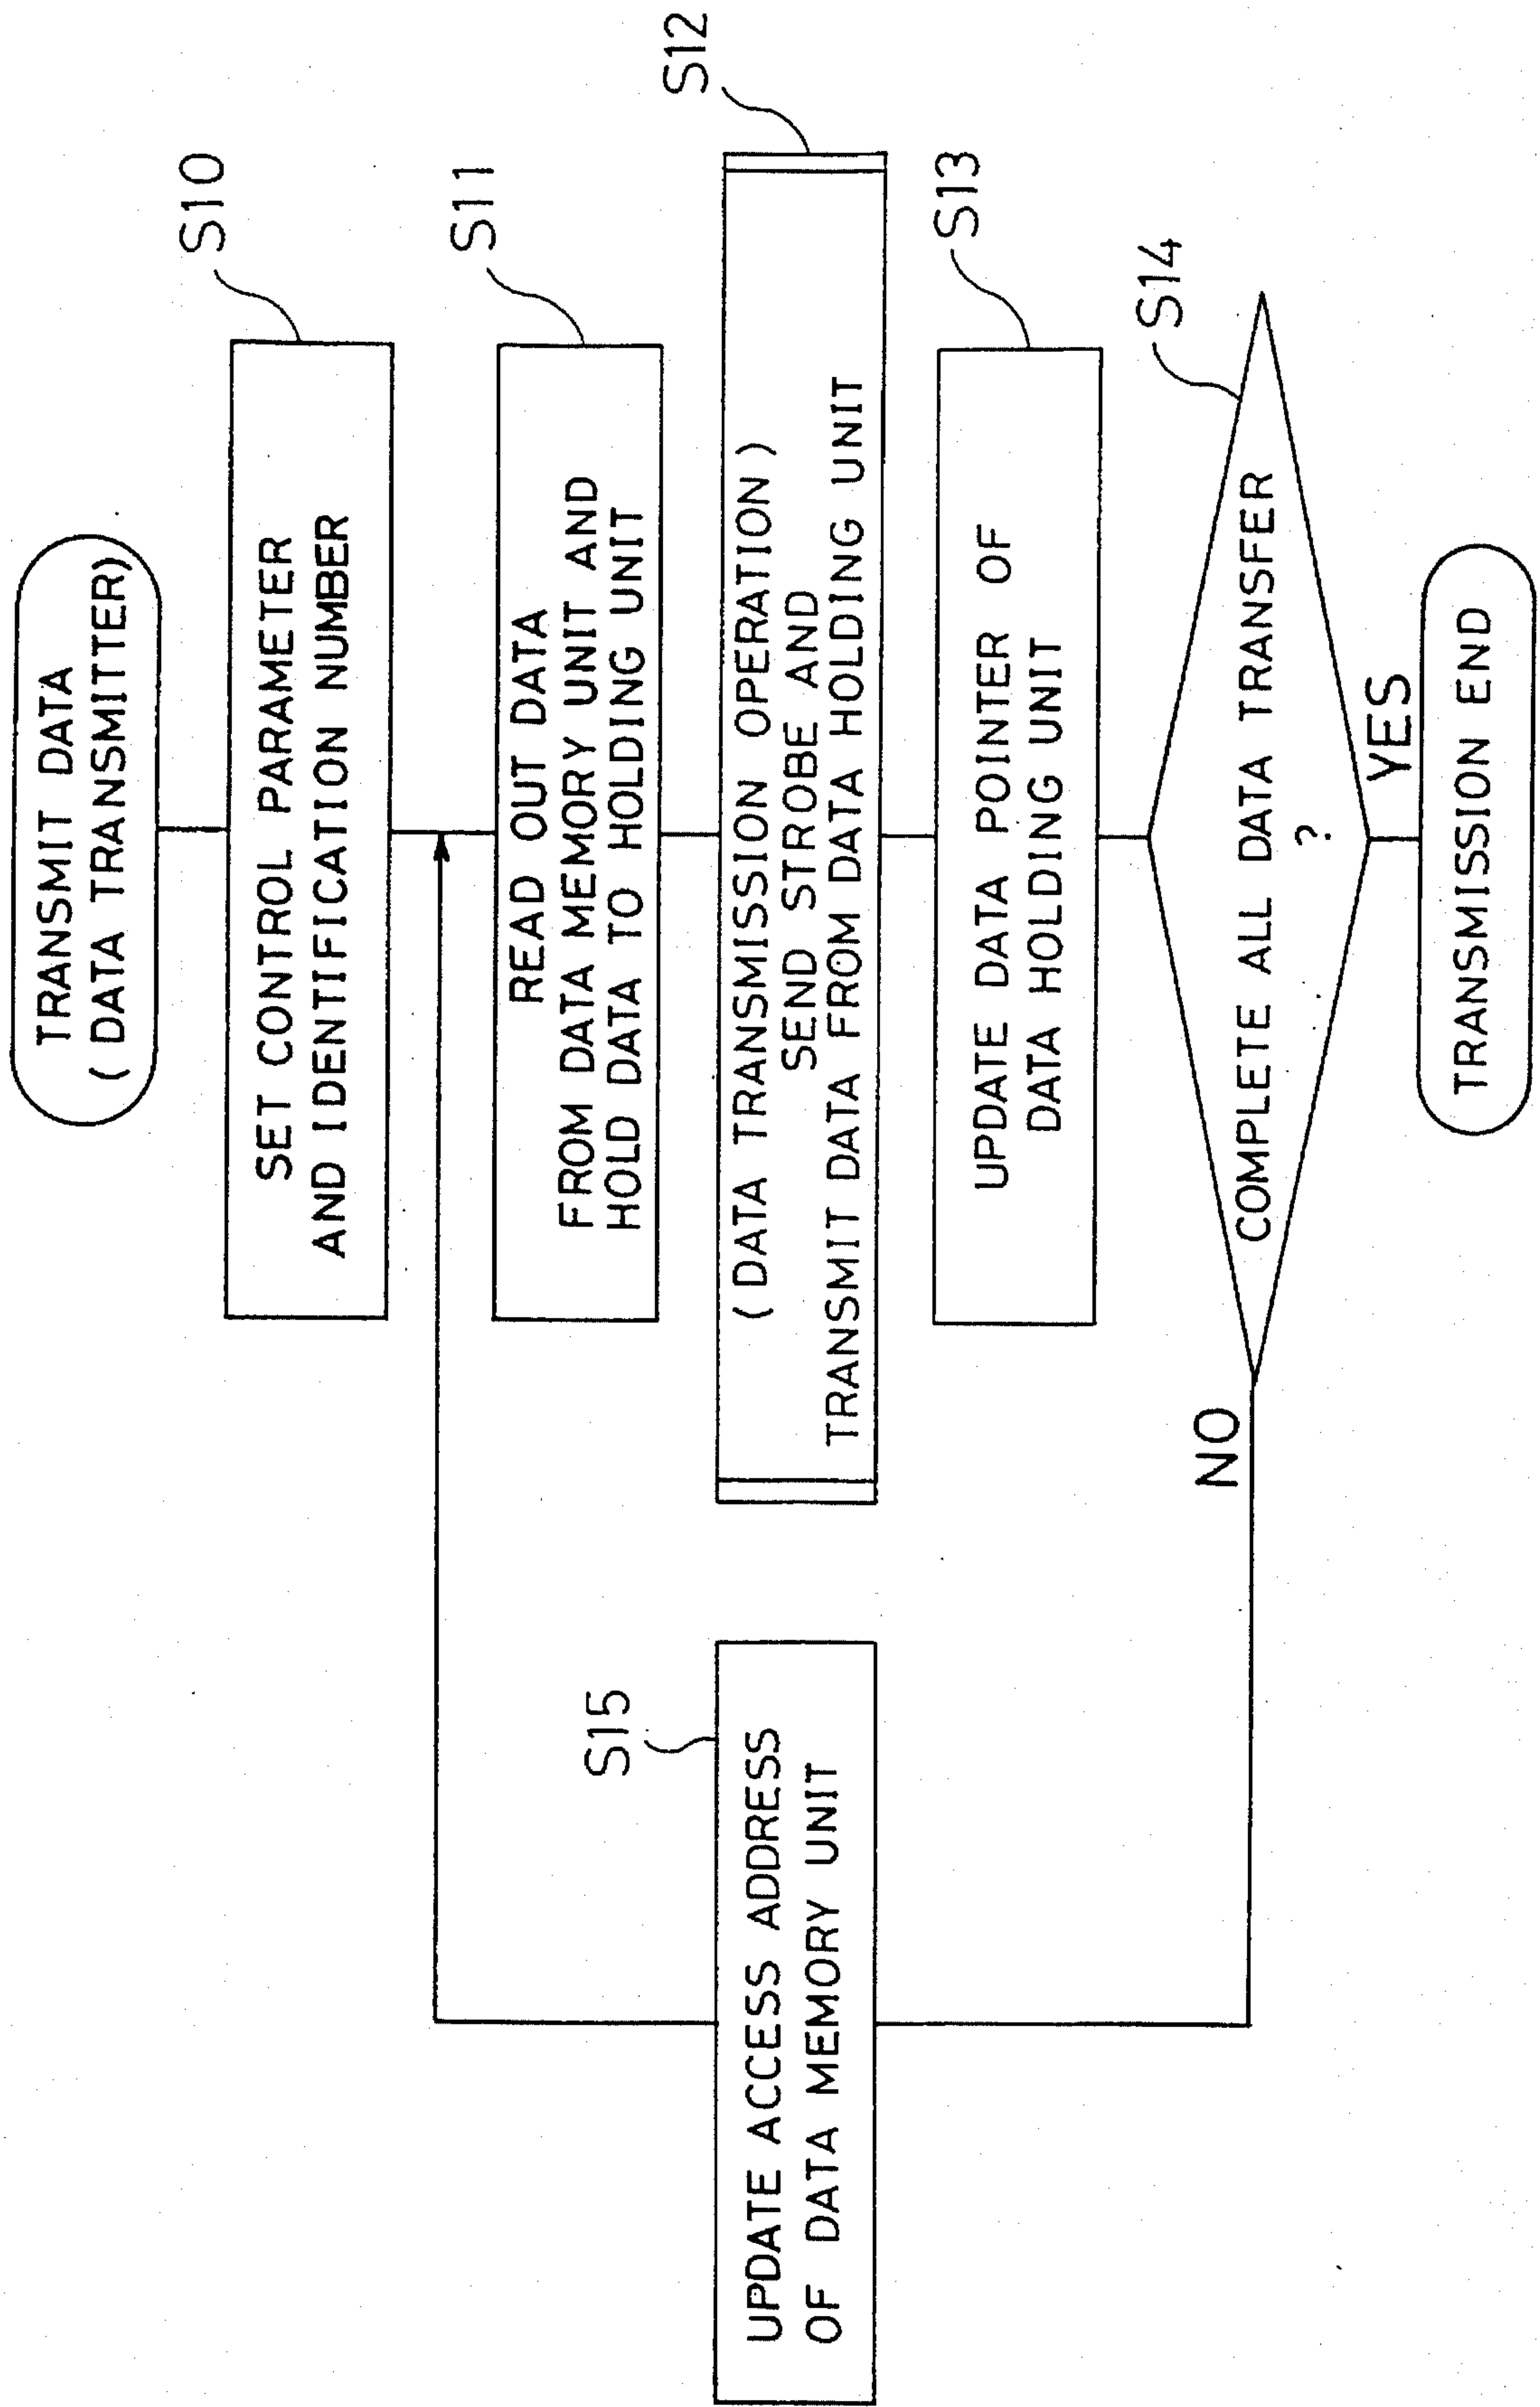 TRANSMIT DATA
( DATA TRANSMITTER)
S10
SET CONTROL PARAMETER
AND IDENTIFICATION NUMBER
S11
READ OUT DATA
FROM DATA MEMORY UNIT AND
HOLD DATA TO HOLDING UNIT
S12
( DATA TRANSMISSION OPERATION )
SEND STROBE AND
TRANSMIT DATA FROM DATA HOLDING UNIT
S13
UPDATE DATA POINTER OF
DATA HOLDING UNIT
S14
COMPLETE ALL DATA TRANSFER
?
NO
YES
S15
UPDATE ACCESS ADDRESS
OF DATA MEMORY UNIT
TRANSMISSION END